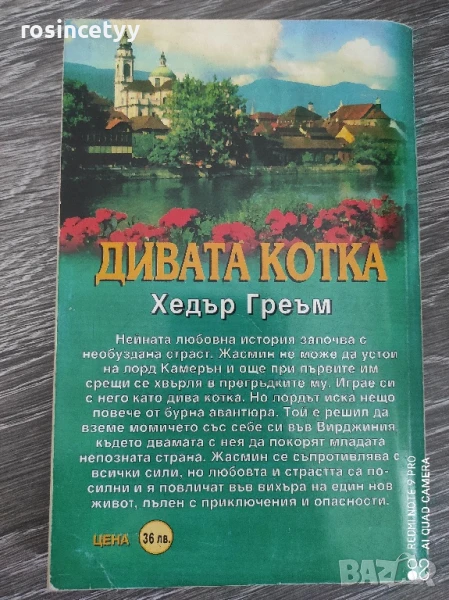 rosincetyy
ДИВАТА КОТКА
Хедър Греъм
Нейната любовна история започва с
необуздана страст. Жасмин не може да устои
на лорд Камерън и още при първите им
срещи се хвърля в прегръдките му. Играе си
с него като дива котка. Но лордът иска нещо
повече от бурна авантюра. Той е решил да
вземе момичето със себе си във Вирджиния,
където двамата с нея да покорят младата
непозната страна. Жасмин се съпротивлява с
всички сили, но любовта и страстта са по-
силни и я повличат във вихъра на един нов
живот, пълен с приключения и опасности.
ЦЕНА 36 лв.
REDMI NOTE 9 PRO
AI QUAD CAMERA
BAZAR